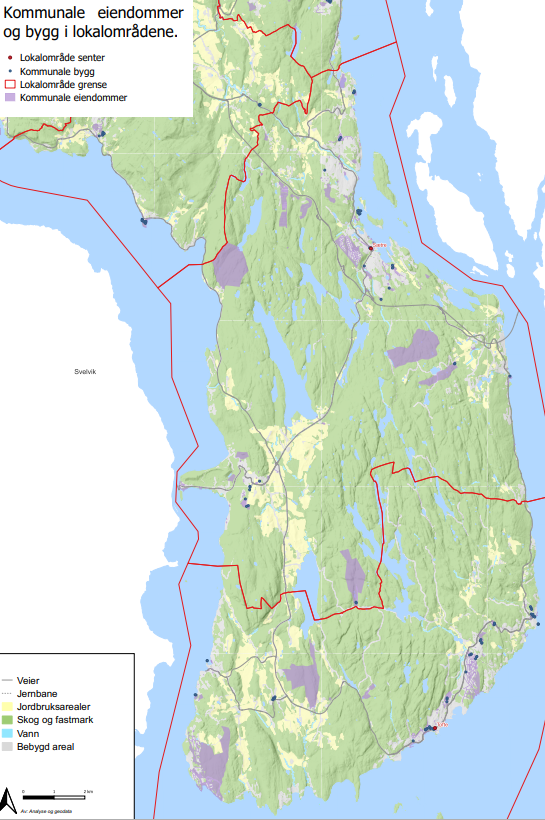 Kommunale eiendommer
og bygg i lokalområdene.
Lokalområde senter
Kommunale bygg
Lokalområde grense
Kommunale eiendommer
Svelvik
Veier
Jernbane
Jordbruksarealer
Skog og fastmark
Vann
Bebygd areal
0 1 2 km
Av: Analyse og geodata